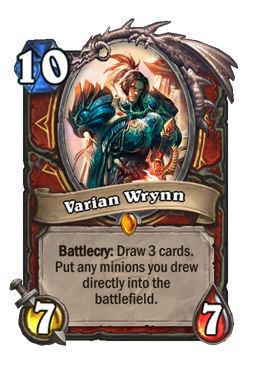 10
Varian Wrynn
Battlecry: Draw 3 cards.
Put any minions you drew
directly into the
battlefield.
7 7